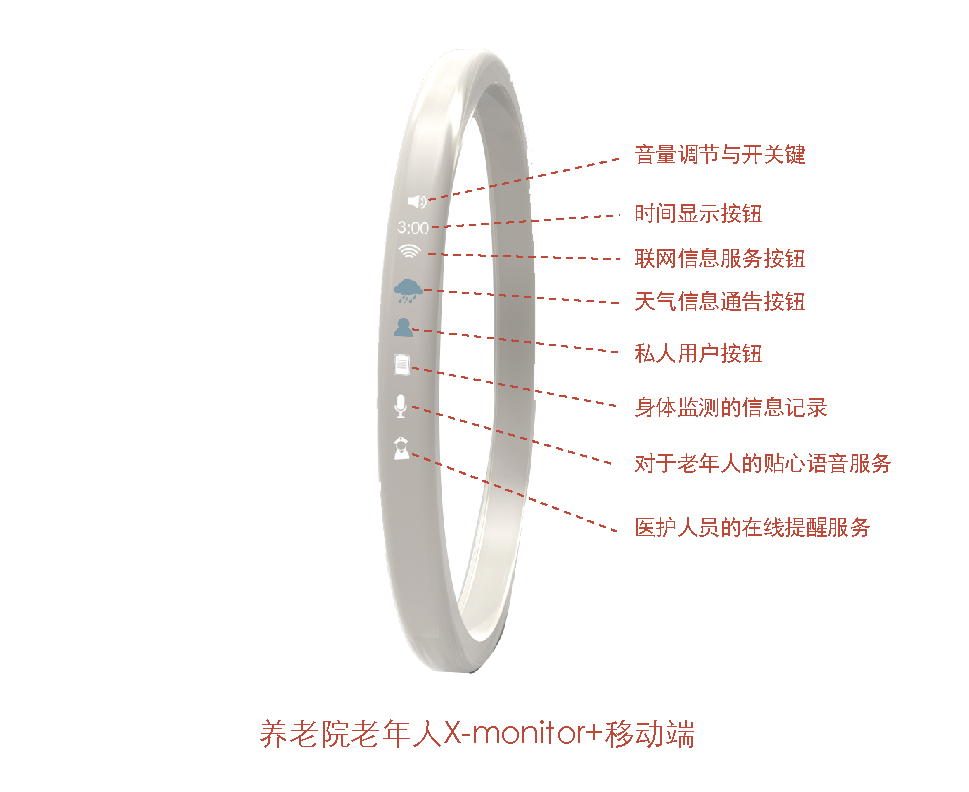 音量调节与开关键
3:00
时间显示按钮
联网信息服务按钮
天气信息通告按钮
私人用户按钮
身体监测的信息记录
对于老年人的贴心语音服务
医护人员的在线提醒服务
养老院老年人X-monitor+移动端